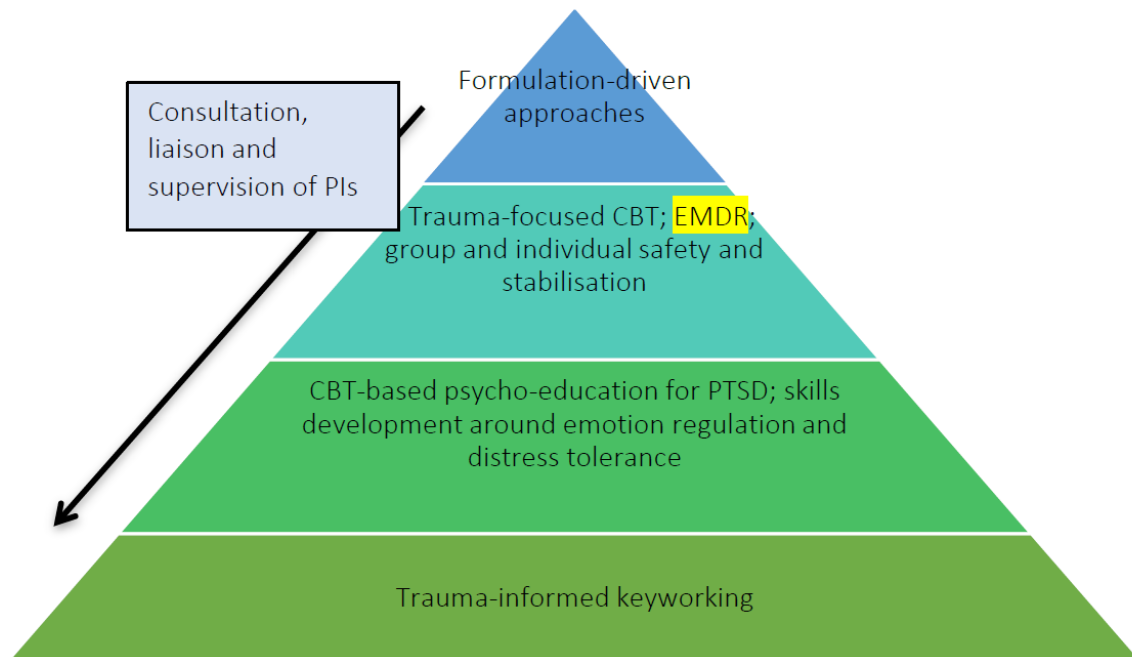 Formulation-driven
approaches
Consultation,
liaison and
supervision of PIs
Trauma-focused CBT; EMDR;
group and individual safety and
stabilisation
CBT-based psycho-education for PTSD; skills
development around emotion regulation and
distress tolerance
Trauma-informed keyworking